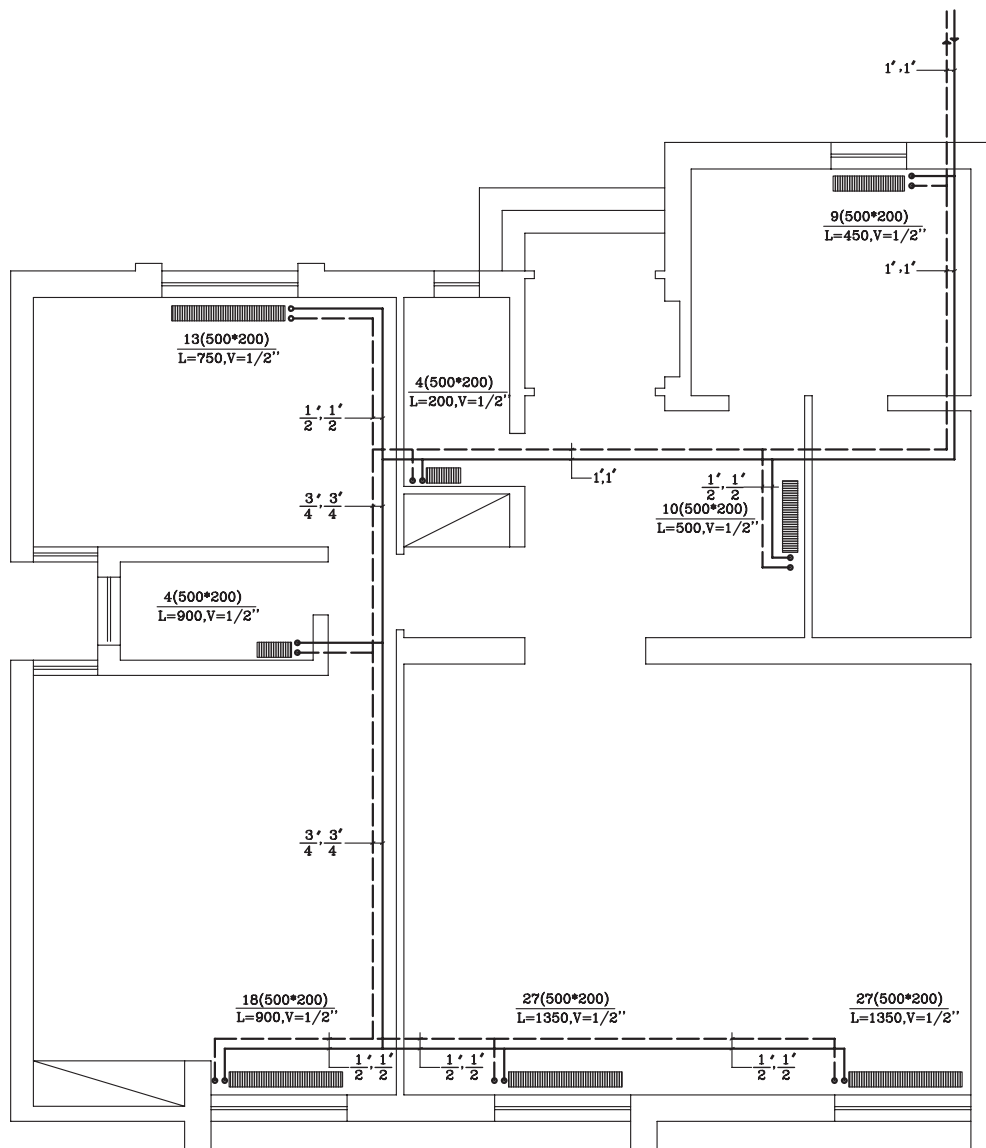 1″,1″
9(500*200)
L=450,V=1/2''
1″,1″
13(500*200)
L=750,V=1/2''
4(500*200)
L=200,V=1/2''
1/2′,1/2′
1′,1′
1/2′,1/2′
3/4′,3/4′
10(500*200)
L=500,V=1/2''
4(500*200)
L=900,V=1/2''
3/4′,3/4′
18(500*200)
L=900,V=1/2''
27(500*200)
L=1350,V=1/2''
27(500*200)
L=1350,V=1/2''
1/2′,1/2′
1/2′,1/2′
1/2′,1/2′